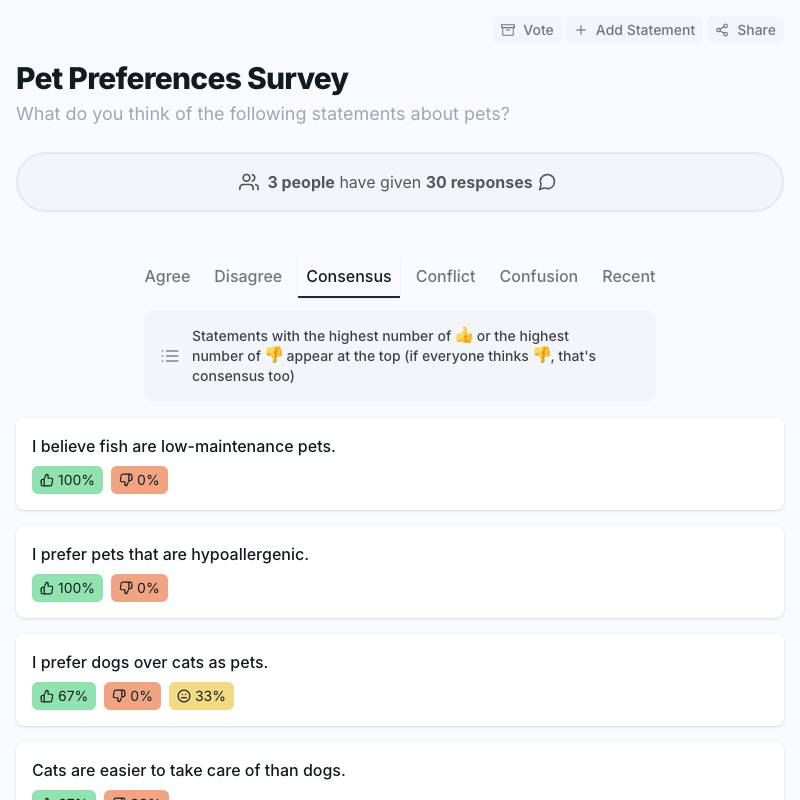 Vote Add Statement Share
Pet Preferences Survey
What do you think of the following statements about pets?
3 people have given 30 responses
Agree Disagree Consensus Conflict Confusion Recent
Statements with the highest number of 👍 or the highest
number of 👎 appear at the top (if everyone thinks 👎, that's
consensus too)
I believe fish are low-maintenance pets.
100% 0%
I prefer pets that are hypoallergenic.
100% 0%
I prefer dogs over cats as pets.
67% 0% 33%
Cats are easier to take care of than dogs.